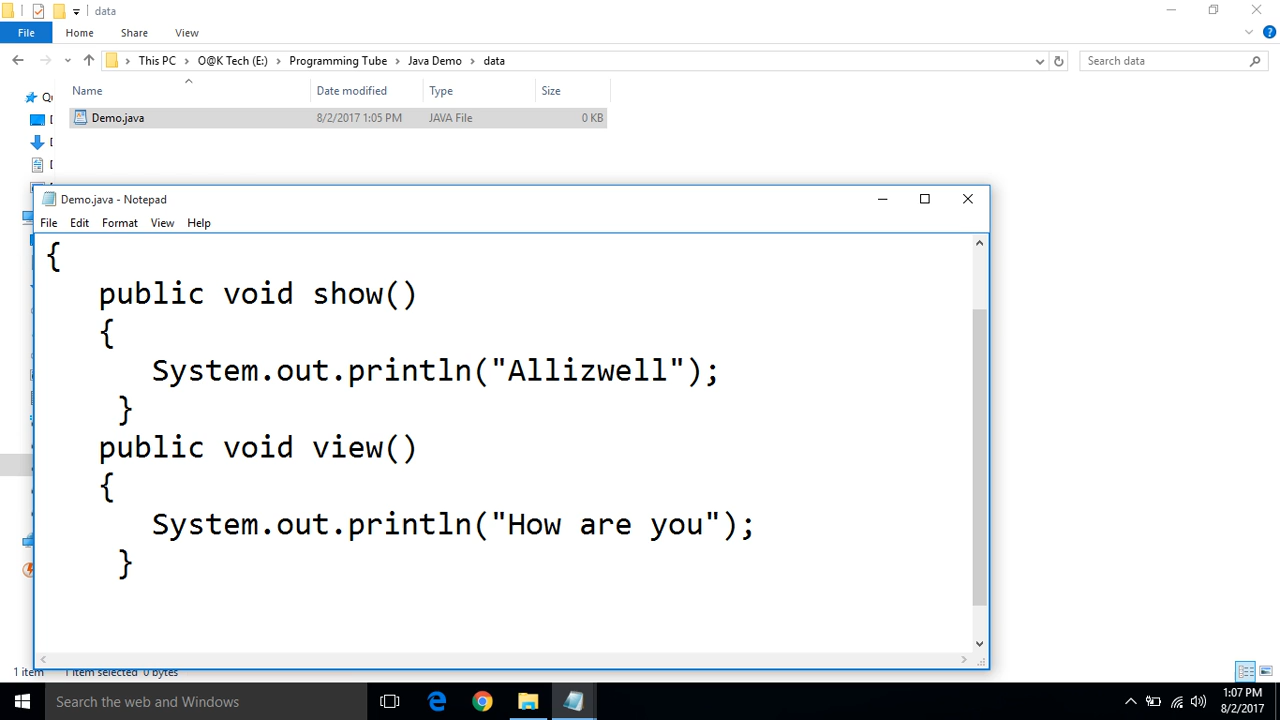 data
File Home Share View
This PC O@K Tech (E:) Programming Tube Java Demo data Search data
Name Date modified Type Size
Demo.java 8/2/2017 1:05 PM JAVA File 0 KB
Demo.java - Notepad
File Edit Format View Help
{
public void show()
{
System.out.println("Allizwell");
}
public void view()
{
System.out.println("How are you");
}
1 item 1 item selected 0 bytes
Search the web and Windows
1:07 PM
8/2/2017